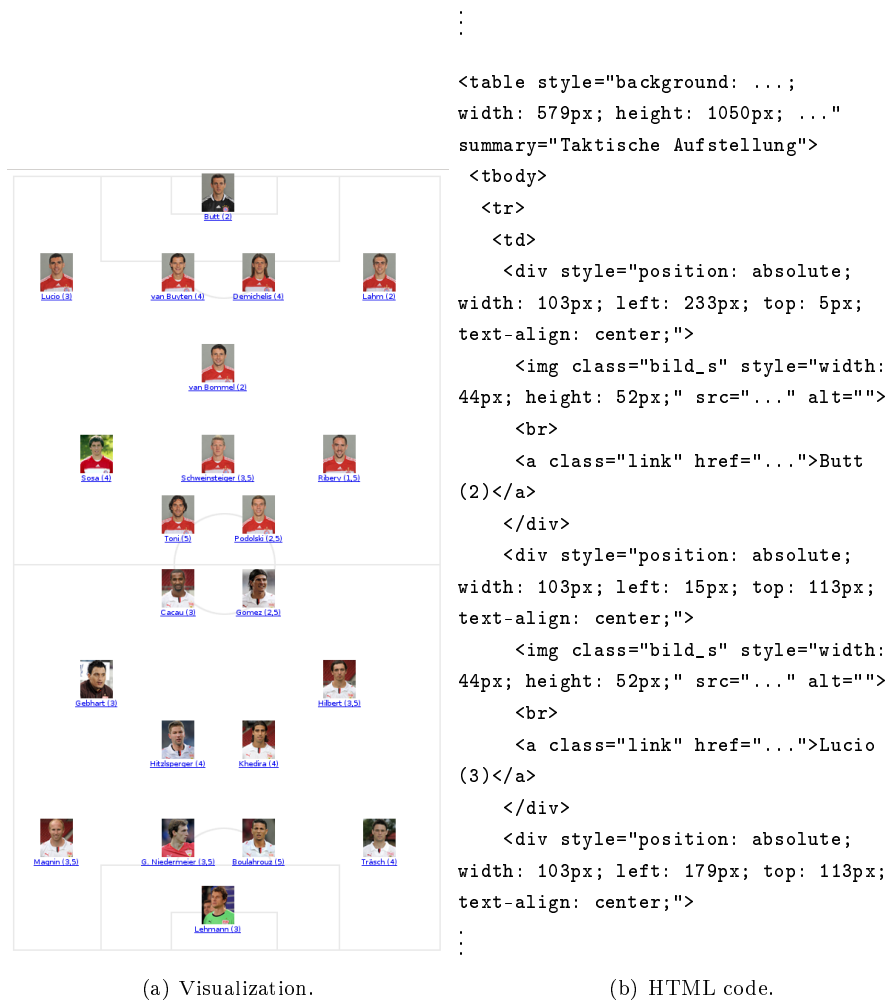 Butt (2)
Lucio (3) van Buyten (4) Demichelis (4) Lahm (2)
van Bommel (2)
Sosa (4) Schweinsteiger (3,5) Ribery (1,5)
Toni (5) Podolski (2,5)
Cacau (3) Gomez (2,5)
Gebhart (3) Hilbert (3,5)
Hitzlsperger (4) Khedira (4)
Magnin (3,5) G. Niedermeier (3,5) Boulahrouz (5) Träsch (4)
Lehmann (3)
(a) Visualization.
⋮
<table style="background: ...;
width: 579px; height: 1050px; ..."
summary="Taktische Aufstellung">
<tbody>
<tr>
<td>
<div style="position: absolute;
width: 103px; left: 233px; top: 5px;
text-align: center;">
<img class="bild_s" style="width:
44px; height: 52px;" src="..." alt="">
<br>
<a class="link" href="...">Butt
(2)</a>
</div>
<div style="position: absolute;
width: 103px; left: 15px; top: 113px;
text-align: center;">
<img class="bild_s" style="width:
44px; height: 52px;" src="..." alt="">
<br>
<a class="link" href="...">Lucio
(3)</a>
</div>
<div style="position: absolute;
width: 103px; left: 179px; top: 113px;
text-align: center;">
⋮
(b) HTML code.